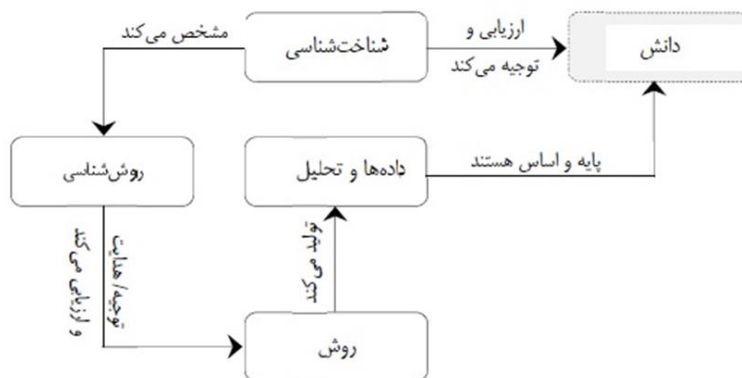 دانش
ارزیابی و
توجیه می‌کند
شناخت‌شناسی
مشخص می‌کند
روش‌شناسی
داده‌ها و تحلیل
پایه و اساس هستند
توجیه/ هدایت
و ارزیابی می‌کند
تولید می‌کند
روش